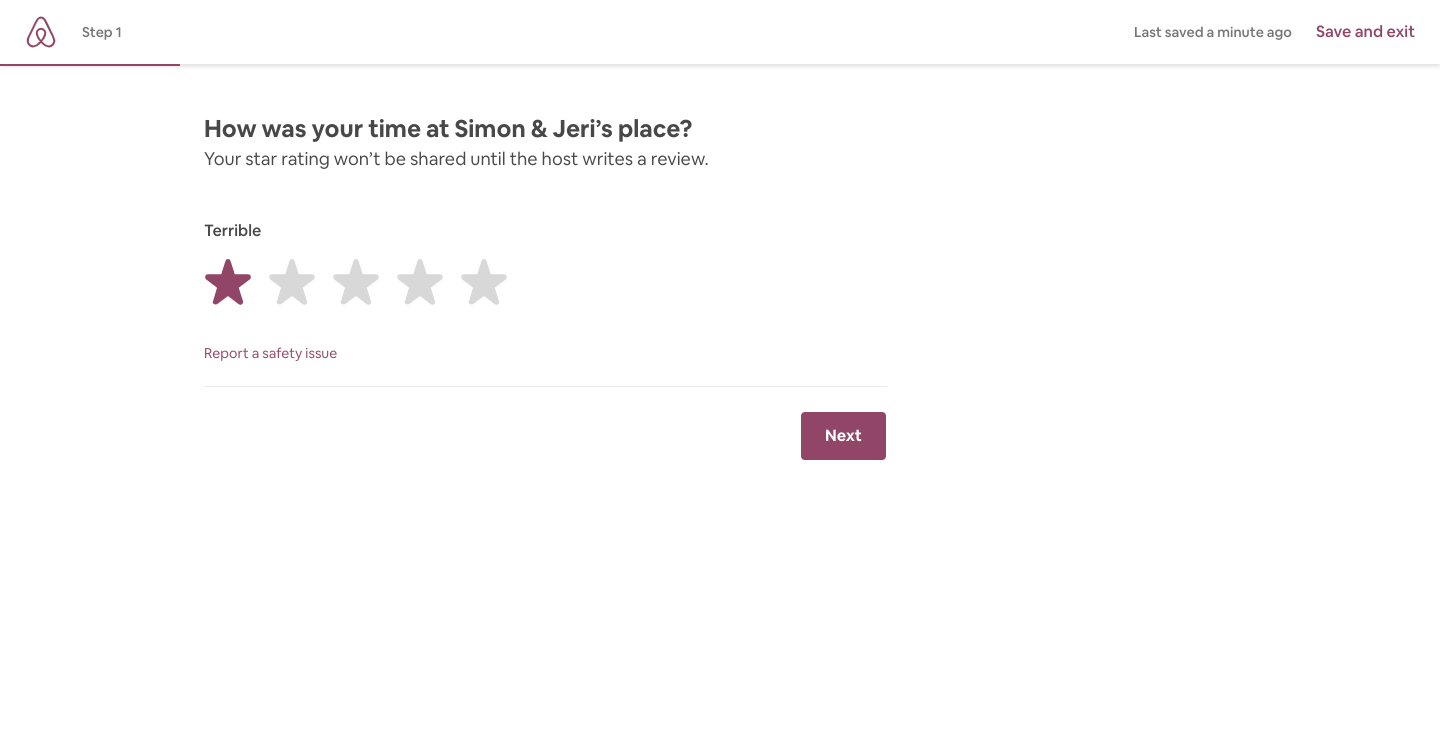 Step 1
Last saved a minute ago
Save and exit
How was your time at Simon & Jeri’s place?
Your star rating won’t be shared until the host writes a review.
Terrible
Report a safety issue
Next